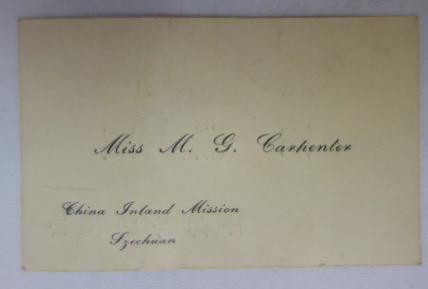 Miss M. G. Carpenter
China Inland Mission
Szechuan